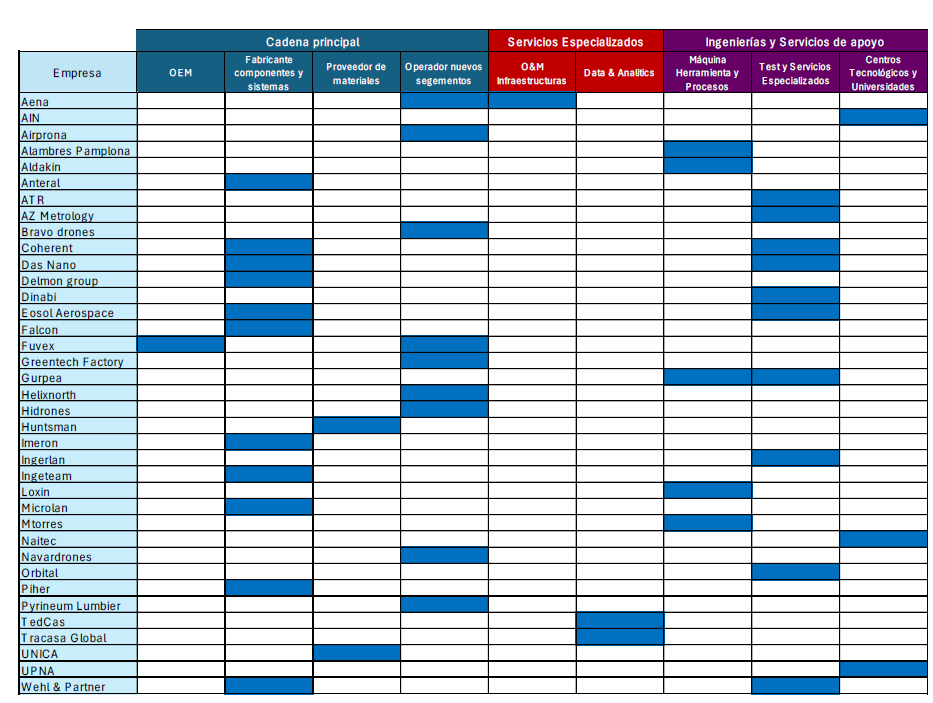 Cadena principal Servicios Especializados Ingenierías y Servicios de apoyo
Empresa OEM Fabricante componentes y sistemas Proveedor de materiales Operador nuevos segementos O&M Infraestructuras Data & Analitics Máquina Herramienta y Procesos Test y Servicios Especializados Centros Tecnológicos y Universidades
Aena
AIN
Airprona
Alambres Pamplona
Aldakin
Anteral
ATR
AZ Metrology
Bravo drones
Coherent
Das Nano
Delmon group
Dinabi
Eosol Aerospace
Falcon
Fuvex
Greentech Factory
Gurpea
Helixnorth
Hidrones
Huntsman
Imeron
Ingerlan
Ingeteam
Loxin
Microlan
Mtorres
Naitec
Navardrones
Orbital
Piher
Pyrineum Lumbier
TedCas
Tracasa Global
UNICA
UPNA
Wehl & Partner